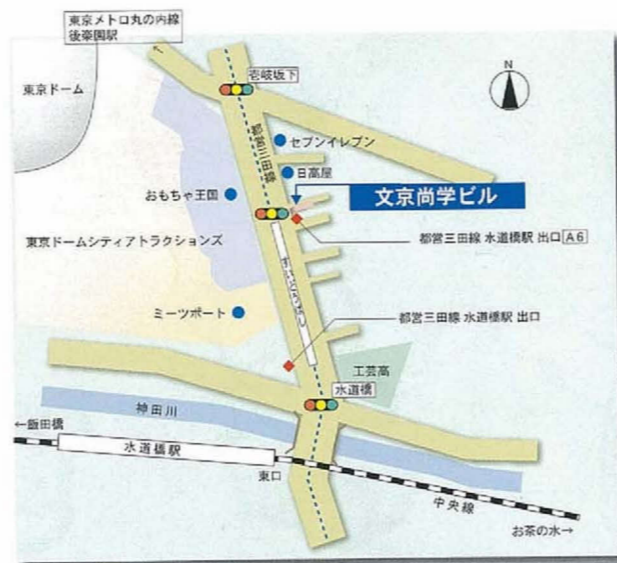 東京メトロ丸の内線
後楽園駅
東京ドーム
壱岐坂下
N
都営三田線
セブンイレブン
日高屋
おもちゃ王国
文京尚学ビル
東京ドームシティアトラクションズ
都営三田線 水道橋駅 出口 A6
すいどうばし
ミーツポート
都営三田線 水道橋駅 出口
工芸高
水道橋
神田川
←飯田橋
水道橋駅
東口
中央線
お茶の水→